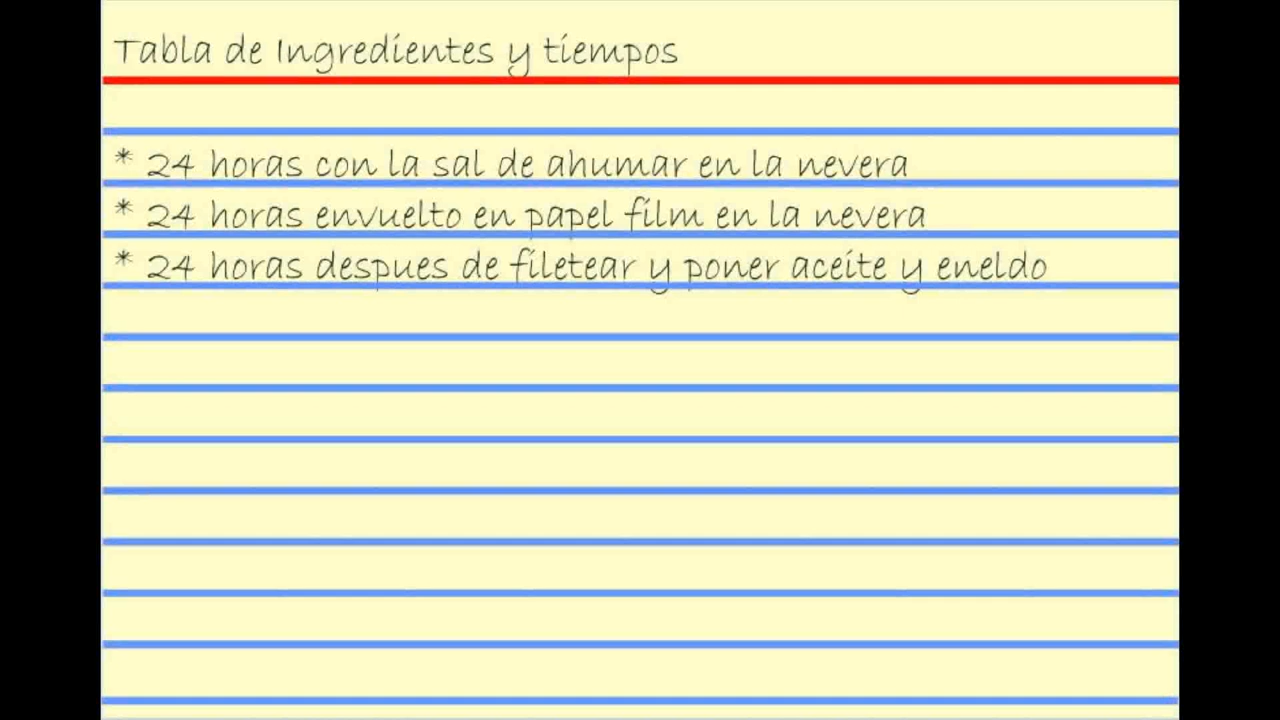 Tabla de Ingredientes y tiempos
* 24 horas con la sal de ahumar en la nevera
* 24 horas envuelto en papel film en la nevera
* 24 horas despues de filetear y poner aceite y eneldo